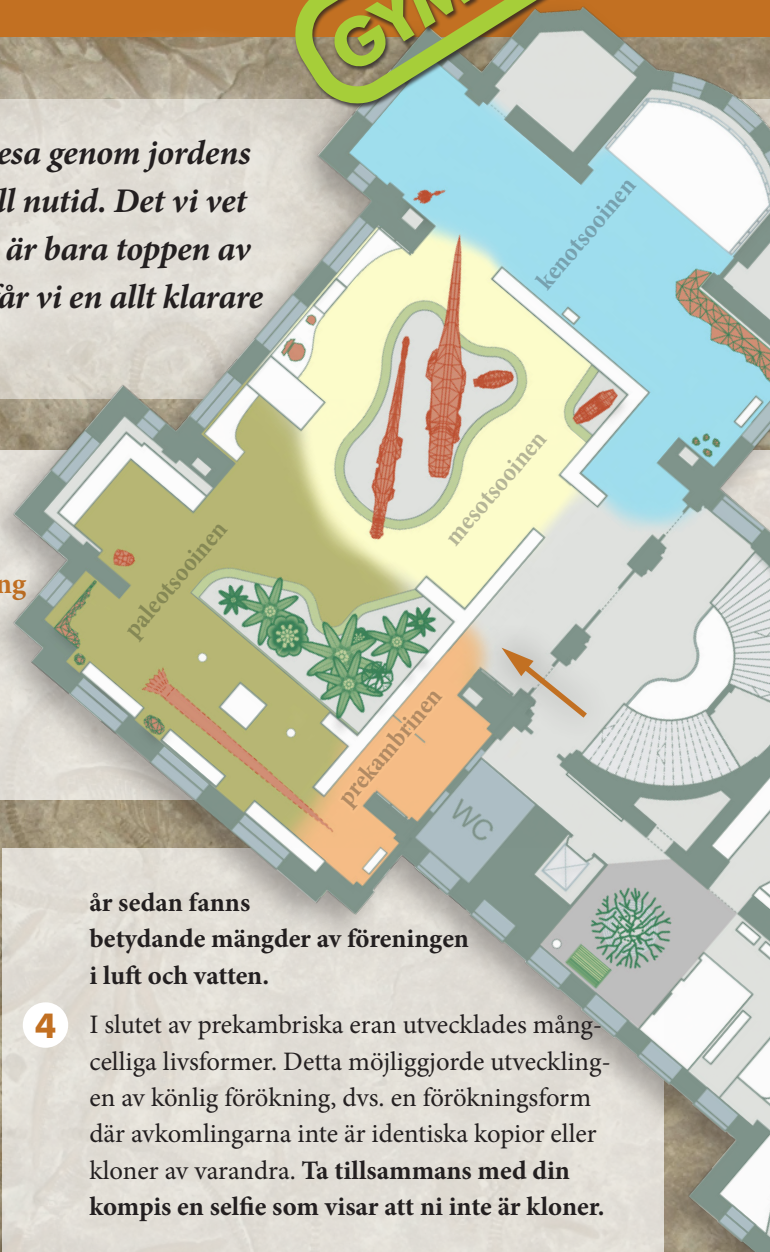 GYM
esa genom jordens
ll nutid. Det vi vet
är bara toppen av
får vi en allt klarare
kenotsooinen
mesotsooinen
ng
paleotsooinen
prekambrinen
WC
år sedan fanns
betydande mängder av föreningen
i luft och vatten.
4 I slutet av prekambriska eran utvecklades mång-
celliga livsformer. Detta möjliggjorde utveckling-
en av könlig förökning, dvs. en förökningsform
där avkomlingarna inte är identiska kopior eller
kloner av varandra. Ta tillsammans med din
kompis en selfie som visar att ni inte är kloner.